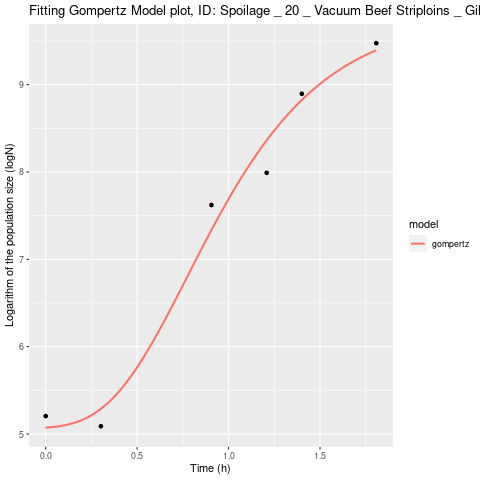 Fitting Gompertz Model plot, ID: Spoilage _ 20 _ Vacuum Beef Striploins _ Gil
Logarithm of the population size (logN)
9
8
7
6
5
0.0 0.5 1.0 1.5
Time (h)
model
gompertz